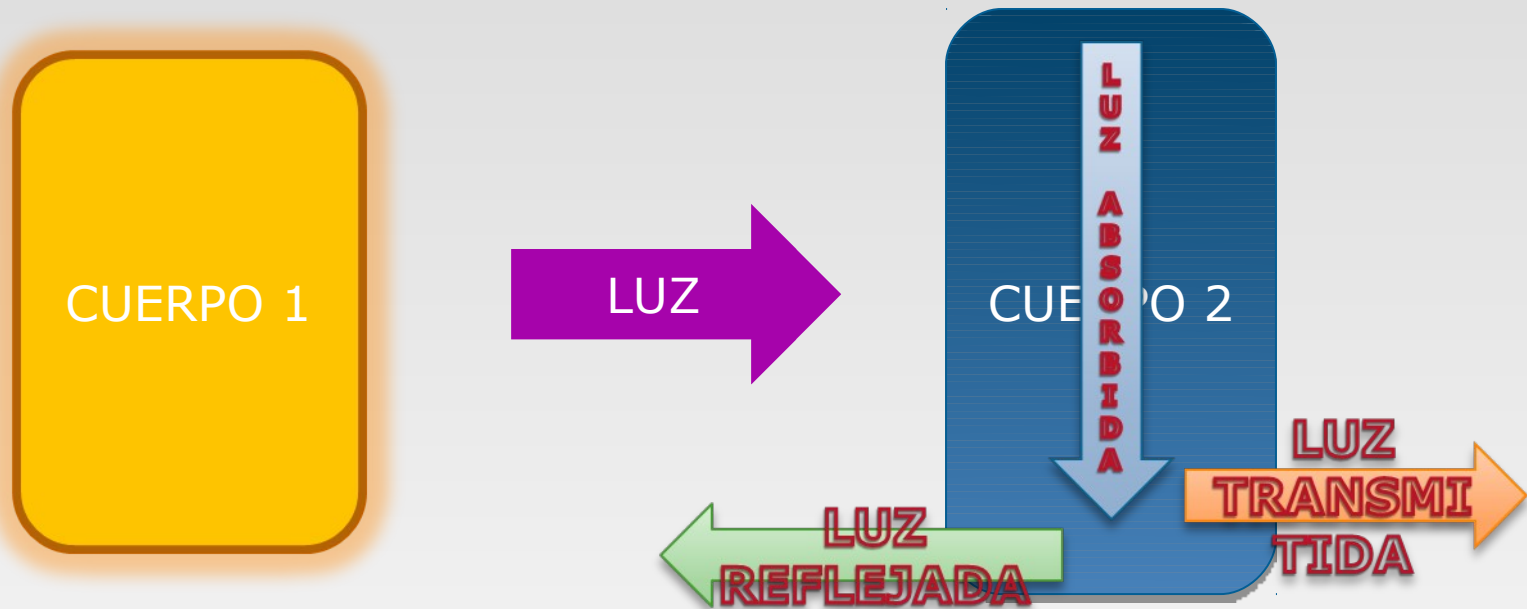 CUERPO 1
LUZ
CUERPO 2
LUZ ABSORBIDA
LUZ
REFLEJADA
LUZ
TRANSMI
TIDA